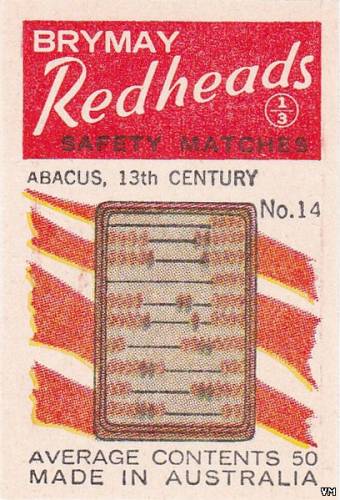 BRYMAY
Redheads
1/3
SAFETY MATCHES
ABACUS, 13th CENTURY
No.14
AVERAGE CONTENTS 50
MADE IN AUSTRALIA
VM